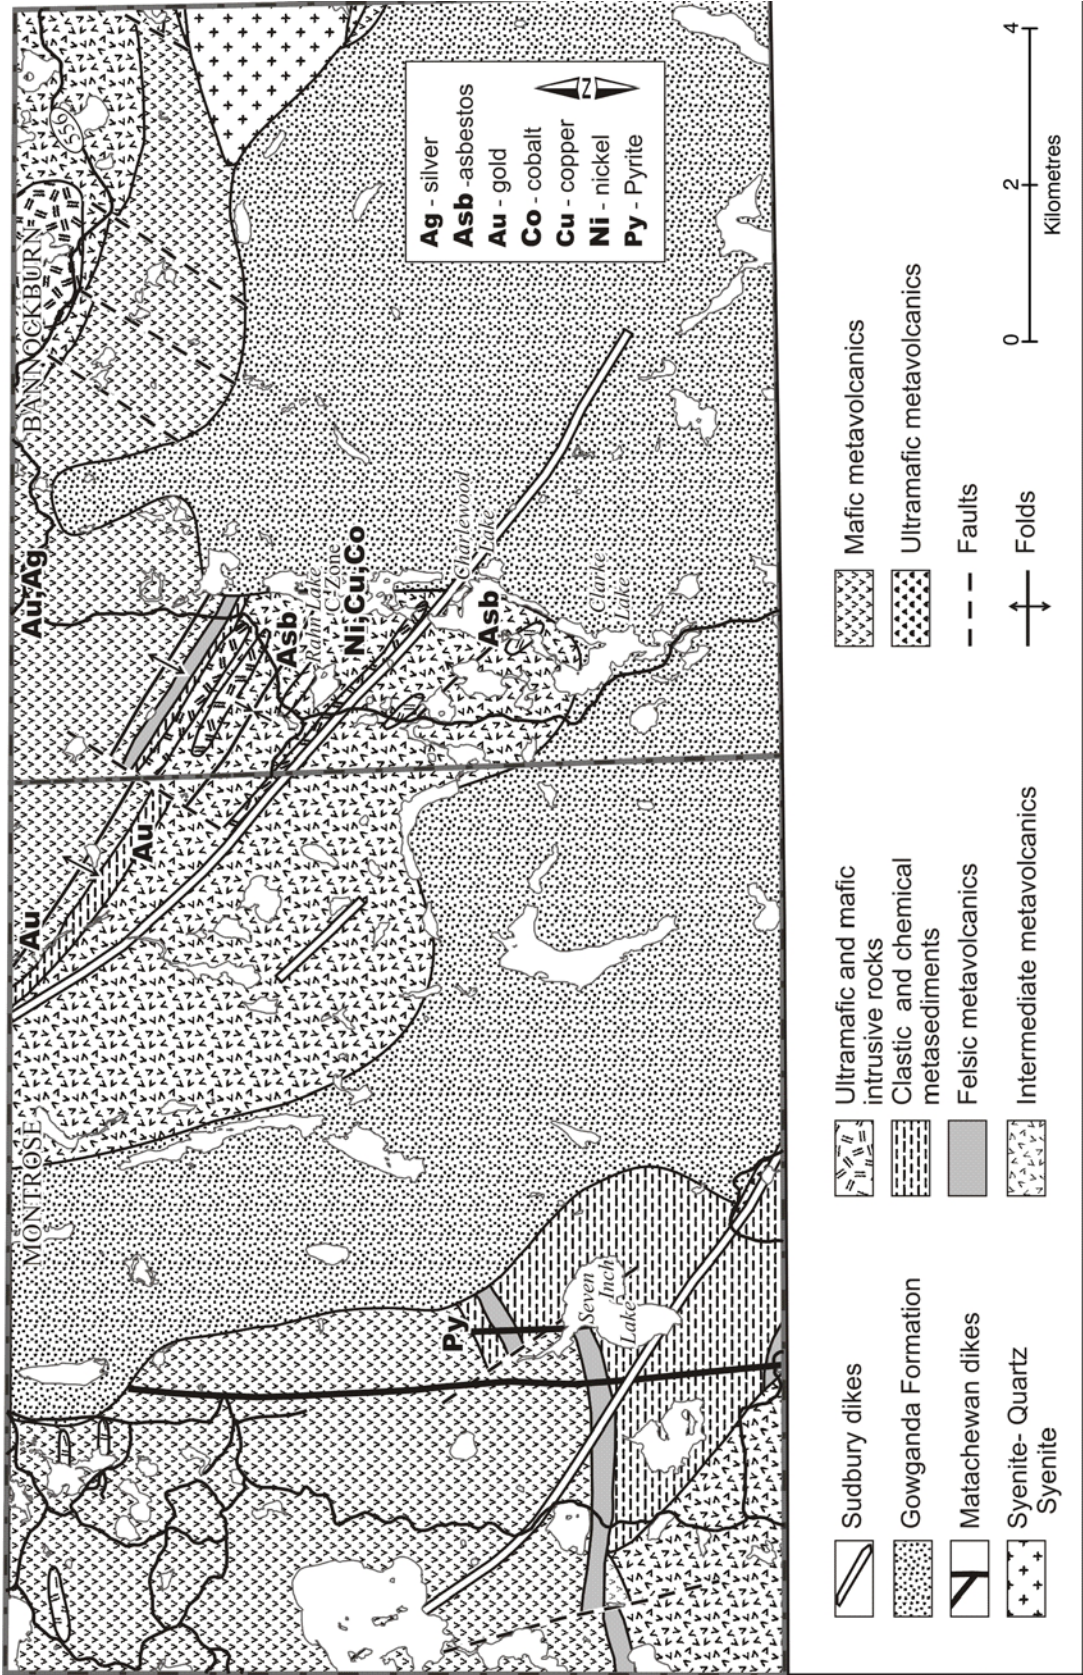 MONTROSE
BANNOCKBURN
556
Au
Au
Au;Ag
Asb
Rahn Lake
C-Zone
Ni;Cu;Co
Charlewood
Lake
Asb
Clarke
Lake
Py
Seven
Inch
Lake
Ag - silver
Asb -asbestos
Au - gold
Co - cobalt
Cu - copper
Ni - nickel
Py - Pyrite
N
Sudbury dikes
Gowganda Formation
Matachewan dikes
Syenite- Quartz
Syenite
Ultramafic and mafic
intrusive rocks
Clastic and chemical
metasediments
Felsic metavolcanics
Intermediate metavolcanics
Mafic metavolcanics
Ultramafic metavolcanics
Faults
Folds
0 2 4
Kilometres